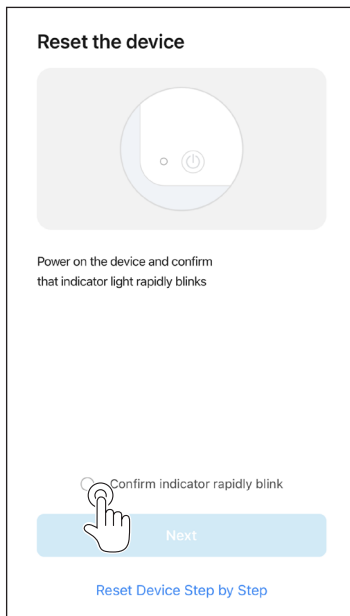 Reset the device
Power on the device and confirm
that indicator light rapidly blinks
Confirm indicator rapidly blink
Next
Reset Device Step by Step